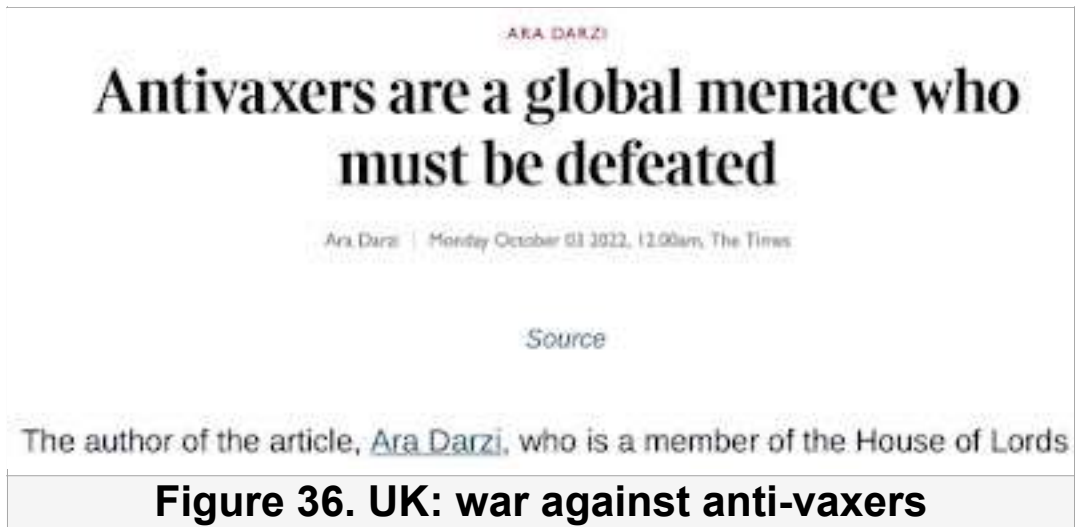 ARA DARZI
Antivaxers are a global menace who
must be defeated
Ara Darzi | Monday October 03 2022, 12.00am, The Times
Source
The author of the article, Ara Darzi, who is a member of the House of Lords
Figure 36. UK: war against anti-vaxers